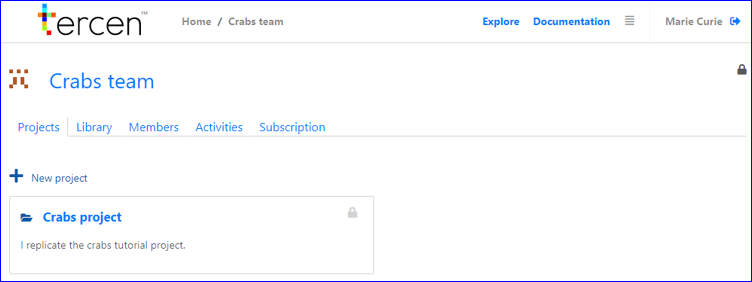 tercen™ Home / Crabs team Explore Documentation Marie Curie
Crabs team
Projects Library Members Activities Subscription
New project
Crabs project
I replicate the crabs tutorial project.